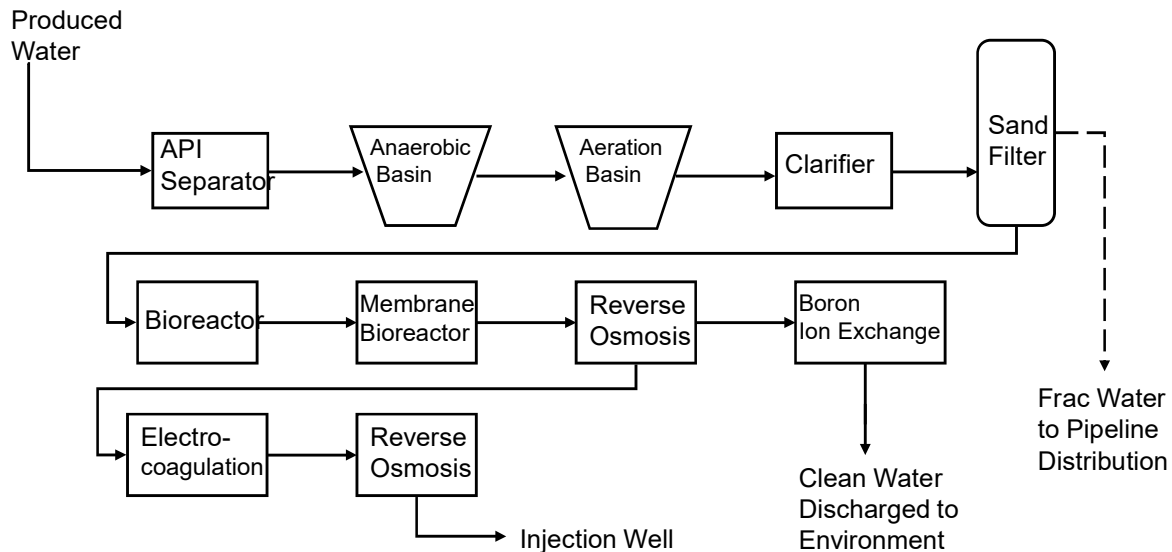 Produced
Water
API
Separator
Anaerobic
Basin
Aeration
Basin
Clarifier
Sand
Filter
Bioreactor
Membrane
Bioreactor
Reverse
Osmosis
Boron
Ion Exchange
Frac Water
to Pipeline
Distribution
Electro-
coagulation
Reverse
Osmosis
Clean Water
Discharged to
Environment
Injection Well